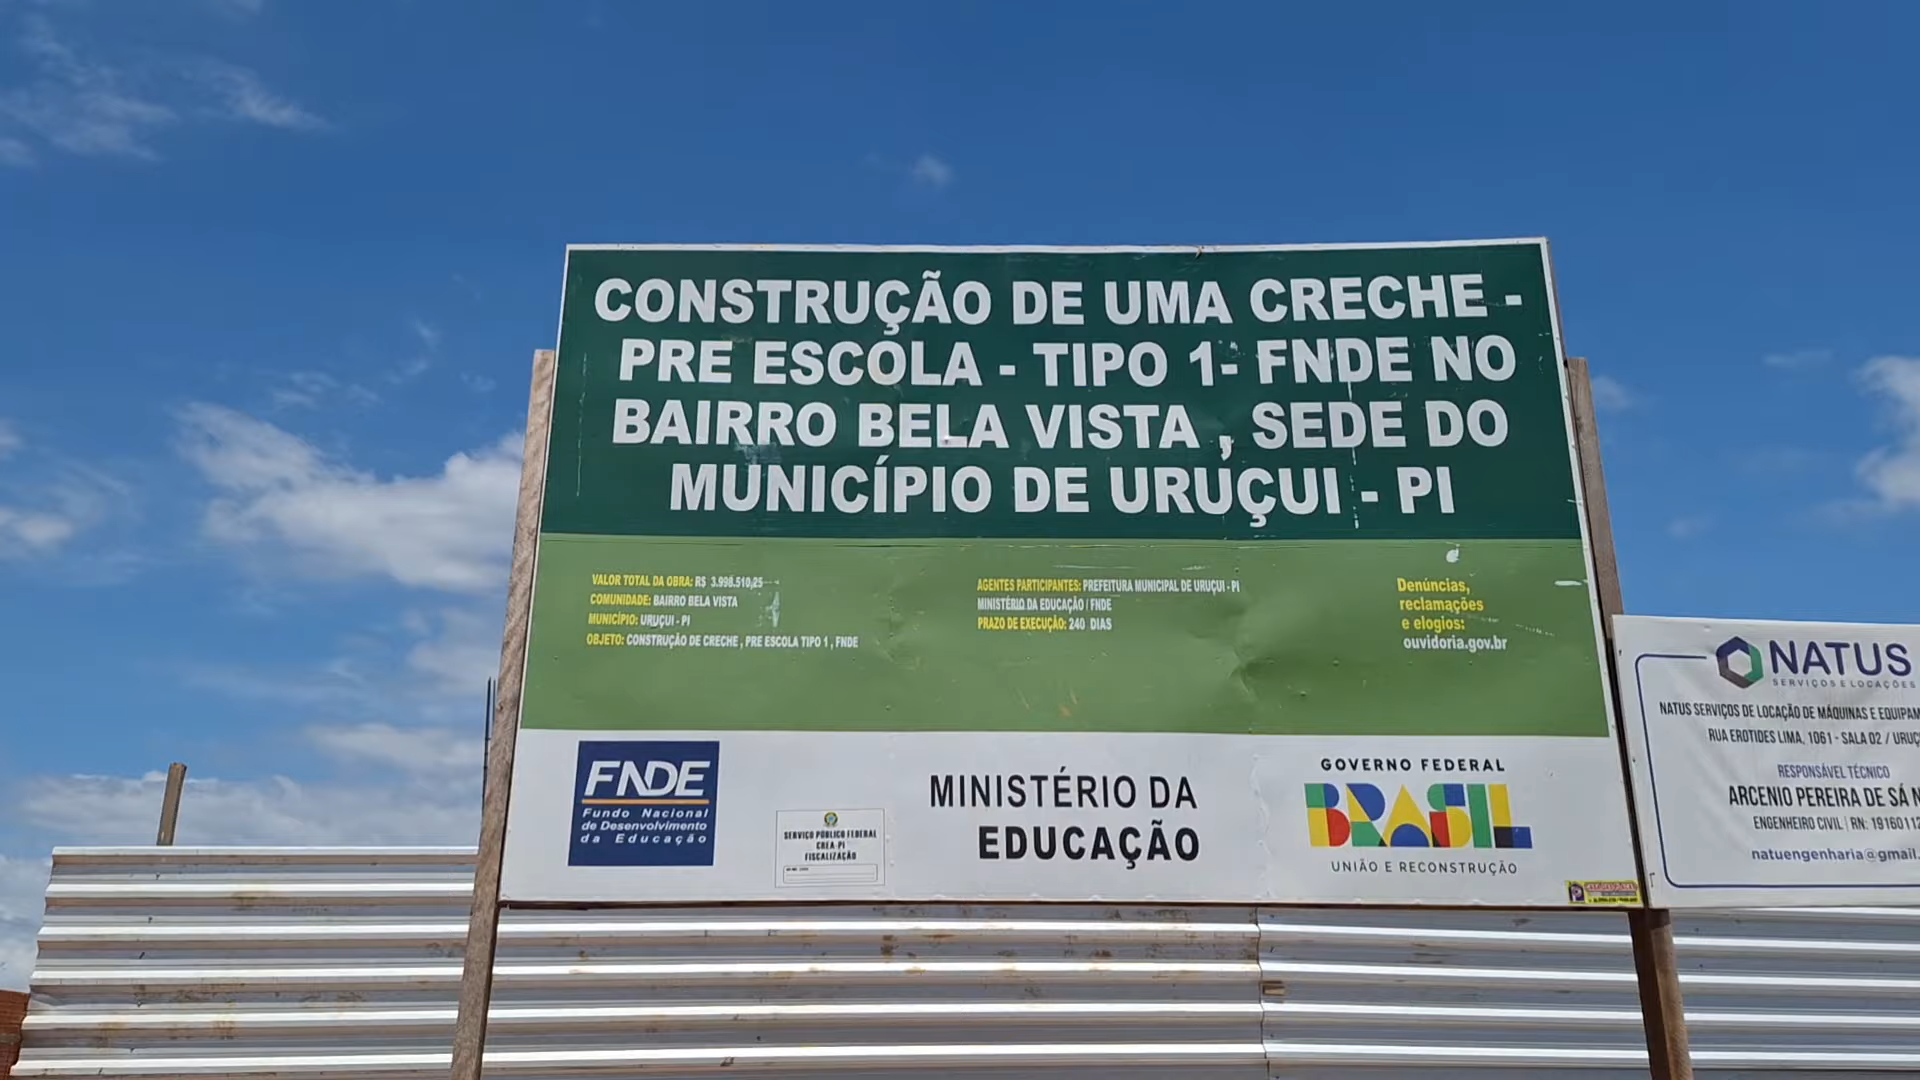 CONSTRUÇÃO DE UMA CRECHE -
PRE ESCOLA - TIPO 1- FNDE NO
BAIRRO BELA VISTA , SEDE DO
MUNICÍPIO DE URUÇUI - PI
VALOR TOTAL DA OBRA: R$ 3.998.510,25
COMUNIDADE: BAIRRO BELA VISTA
MUNICÍPIO: URUÇUI - PI
OBJETO: CONSTRUÇÃO DE CRECHE , PRE ESCOLA TIPO 1 , FNDE
AGENTES PARTICIPANTES: PREFEITURA MUNICIPAL DE URUÇUI - PI
MINISTÉRIO DA EDUCAÇÃO / FNDE
PRAZO DE EXECUÇÃO: 240 DIAS
Denúncias,
reclamações
e elogios:
ouvidoria.gov.br
FNDE
Fundo Nacional
de Desenvolvimento
da Educação
SERVIÇO PÚBLICO FEDERAL
CREA-PI
FISCALIZAÇÃO
MINISTÉRIO DA
EDUCAÇÃO
GOVERNO FEDERAL
BRASIL
UNIÃO E RECONSTRUÇÃO
NATUS
SERVIÇOS E LOCAÇÕES
NATUS SERVIÇOS DE LOCAÇÃO DE MÁQUINAS E EQUIPAM
RUA EROTIDES LIMA, 1061 - SALA 02 / URUÇ
RESPONSÁVEL TÉCNICO
ARCENIO PEREIRA DE SÁ N
ENGENHEIRO CIVIL | RN: 19160112
natuengenharia@gmail.